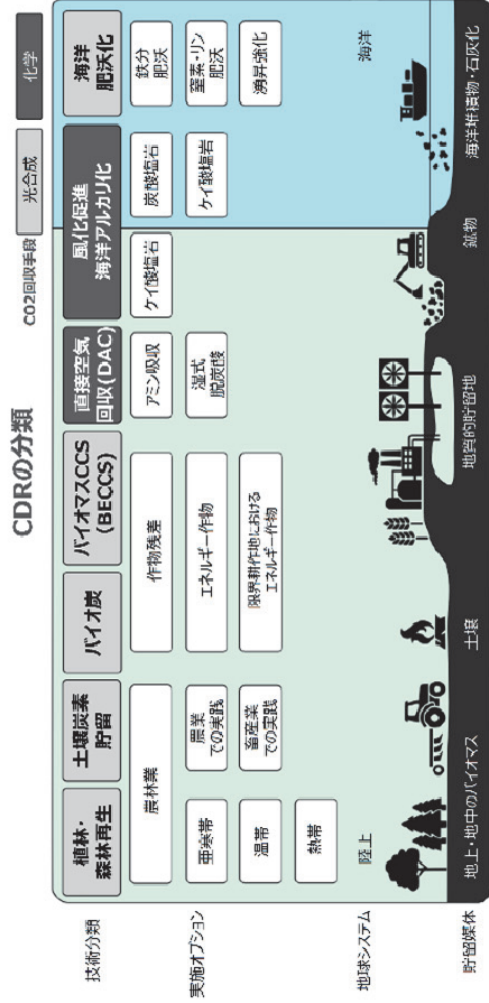 CDRの分類
CO2回収手段
光合成
化学
技術分類
植林・
森林再生
土壌炭素
貯留
バイオ炭
バイオマスCCS
(BECCS)
直接空気
回収(DAC)
風化促進
海洋アルカリ化
海洋
肥沃化
実施オプション
農林業
作物残差
アミン吸収
ケイ酸塩岩
炭酸塩岩
鉄分
肥沃
亜寒帯
農業
での実践
エネルギー作物
湿式
脱炭酸
ケイ酸塩岩
窒素・リン
肥沃
温帯
畜産業
での実践
限界耕作地における
エネルギー作物
湧昇強化
熱帯
地球システム
陸上
海洋
貯留媒体
地上・地中のバイオマス
土壌
地質的貯留地
鉱物
海洋堆積物・石灰化